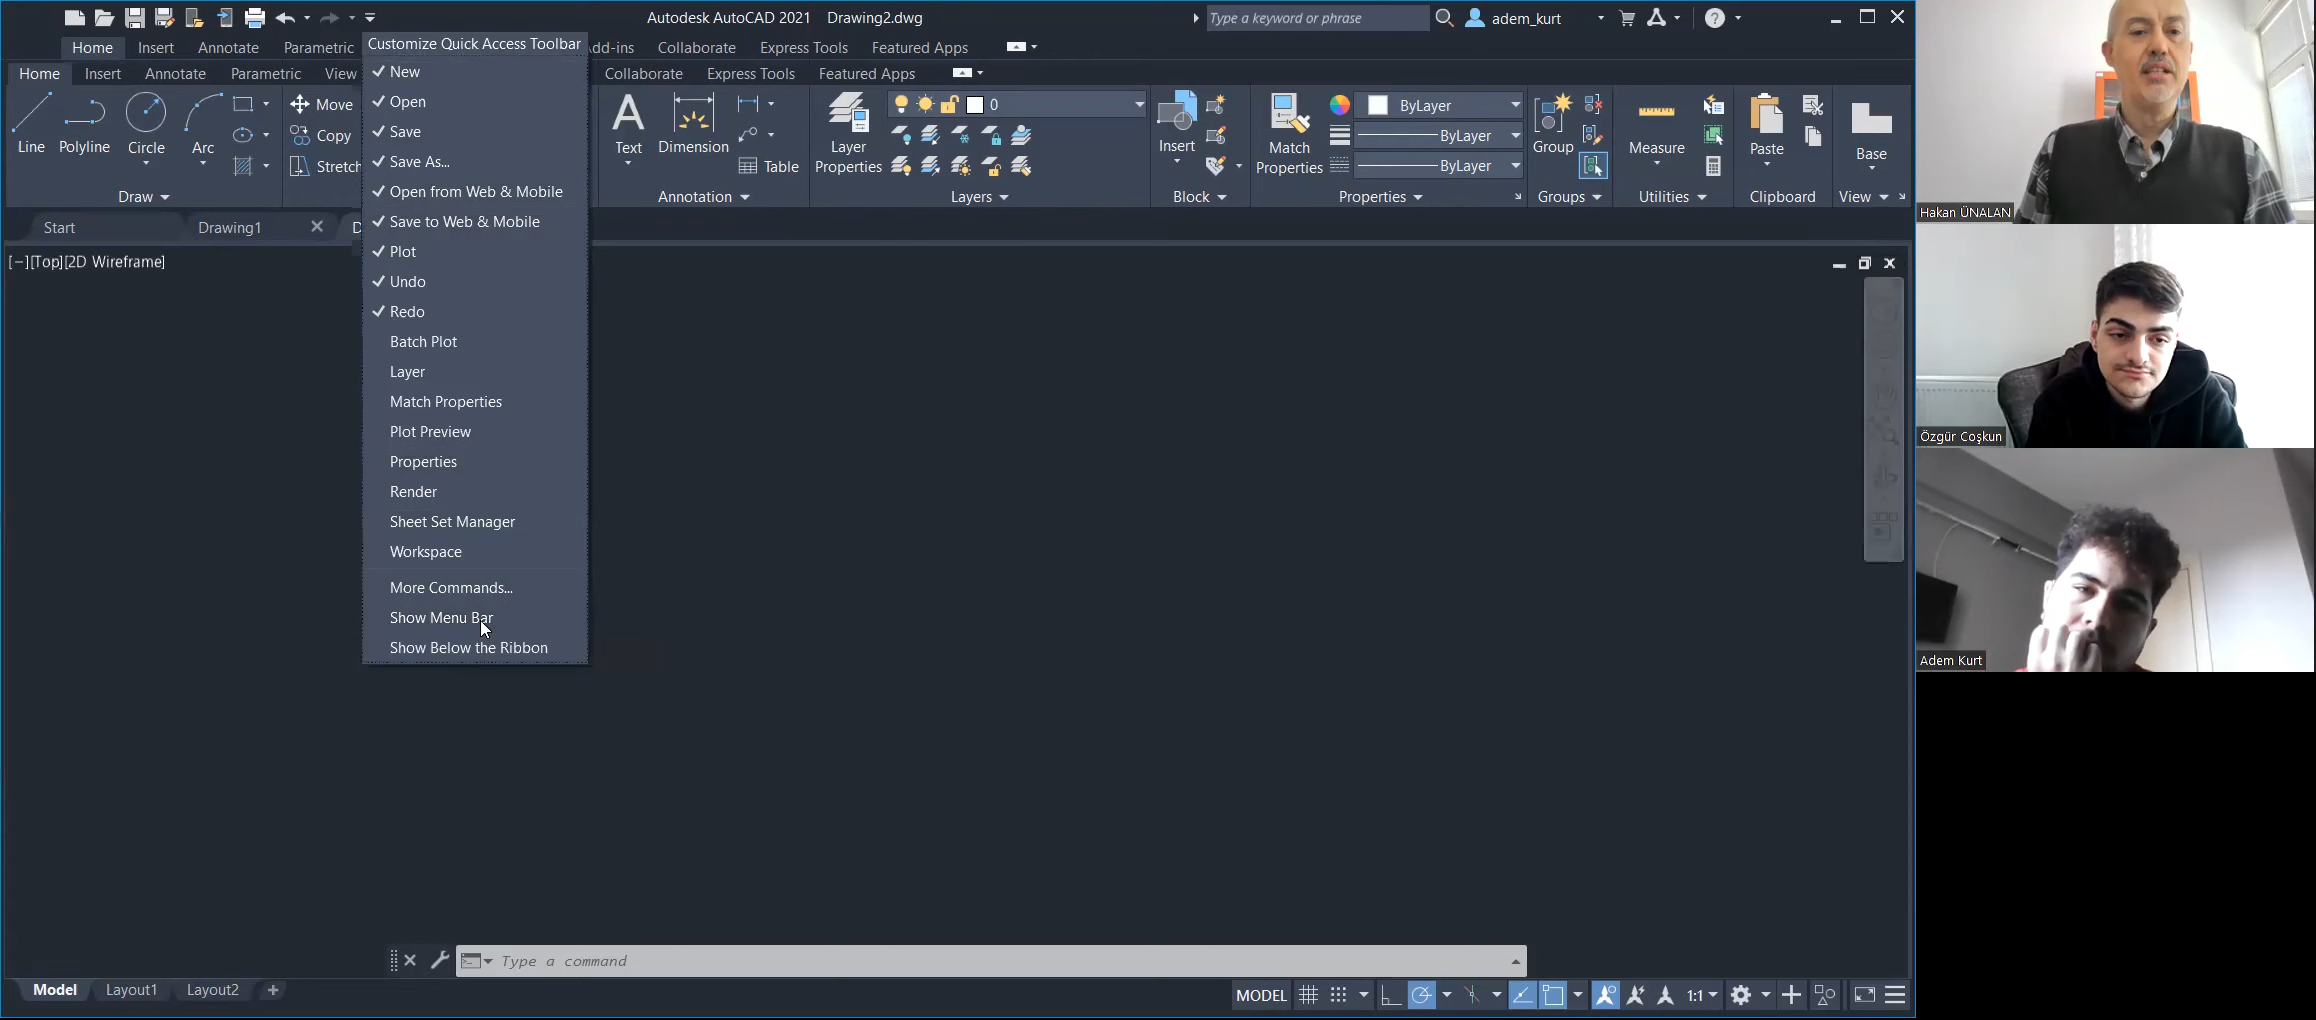 Autodesk AutoCAD 2021 Drawing2.dwg
Type a keyword or phrase
adem_kurt
Home Insert Annotate Parametric
Customize Quick Access Toolbar
Collaborate Express Tools Featured Apps
Home Insert Annotate Parametric View
Collaborate Express Tools Featured Apps
Line
Polyline
Circle
Arc
Move
Copy
Stretch
Draw
New
Open
Save
Save As...
Open from Web & Mobile
Save to Web & Mobile
Plot
Undo
Redo
Batch Plot
Layer
Match Properties
Plot Preview
Properties
Render
Sheet Set Manager
Workspace
More Commands...
Show Menu Bar
Show Below the Ribbon
Text
Dimension
Table
Annotation
Layer
Properties
0
Layers
Insert
Block
Match
Properties
ByLayer
ByLayer
ByLayer
Properties
Group
Groups
Measure
Utilities
Paste
Clipboard
Base
View
Start
Drawing1
[−][Top][2D Wireframe]
Type a command
Model
Layout1
Layout2
MODEL
1:1
Hakan ÜNALAN
Özgür Coşkun
Adem Kurt